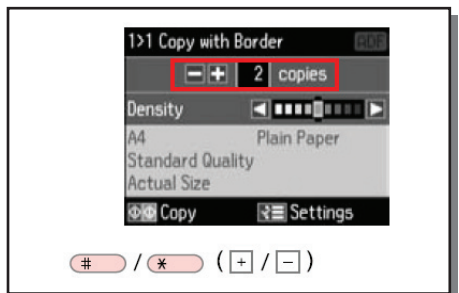 1>1 Copy with Border ADF
− + 2 copies
Density
A4 Plain Paper
Standard Quality
Actual Size
Copy Settings
# / * ( + / − )